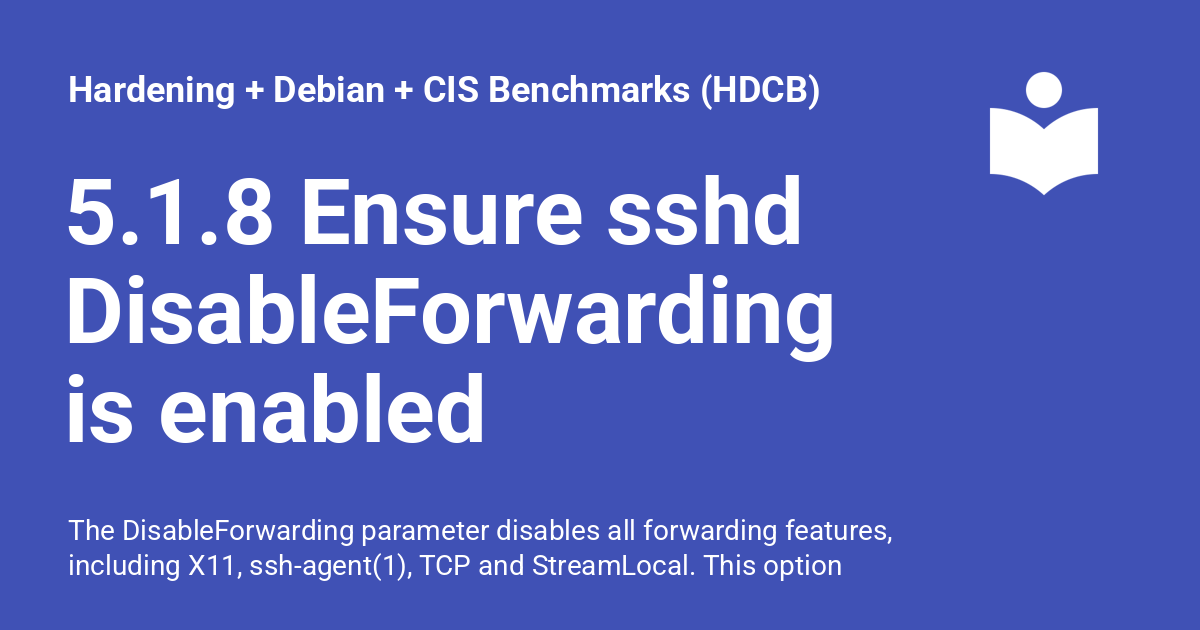 Hardening + Debian + CIS Benchmarks (HDCB)
5.1.8 Ensure sshd
DisableForwarding
is enabled
The DisableForwarding parameter disables all forwarding features,
including X11, ssh-agent(1), TCP and StreamLocal. This option